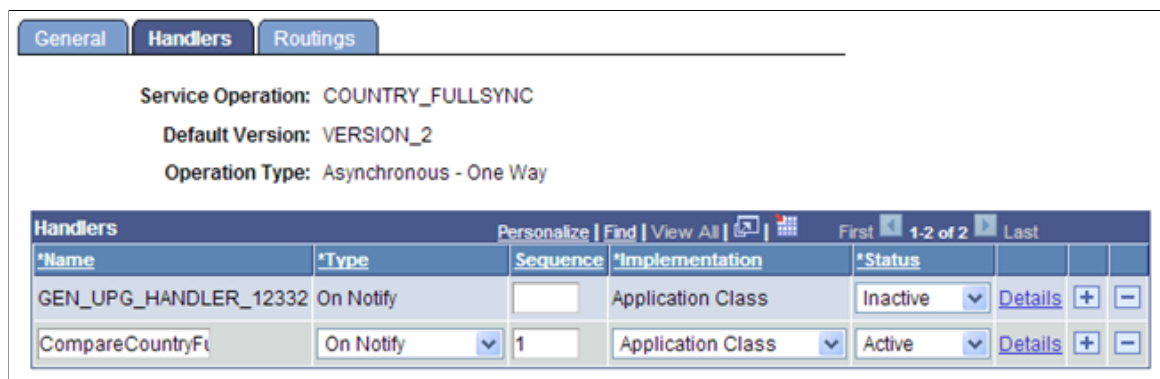 General Handlers Routings
Service Operation: COUNTRY_FULLSYNC
Default Version: VERSION_2
Operation Type: Asynchronous - One Way
Handlers Personalize | Find | View All | | First 1-2 of 2 Last
*Name *Type Sequence *Implementation *Status
GEN_UPG_HANDLER_12332 On Notify Application Class Inactive Details + −
CompareCountryFu On Notify 1 Application Class Active Details + −